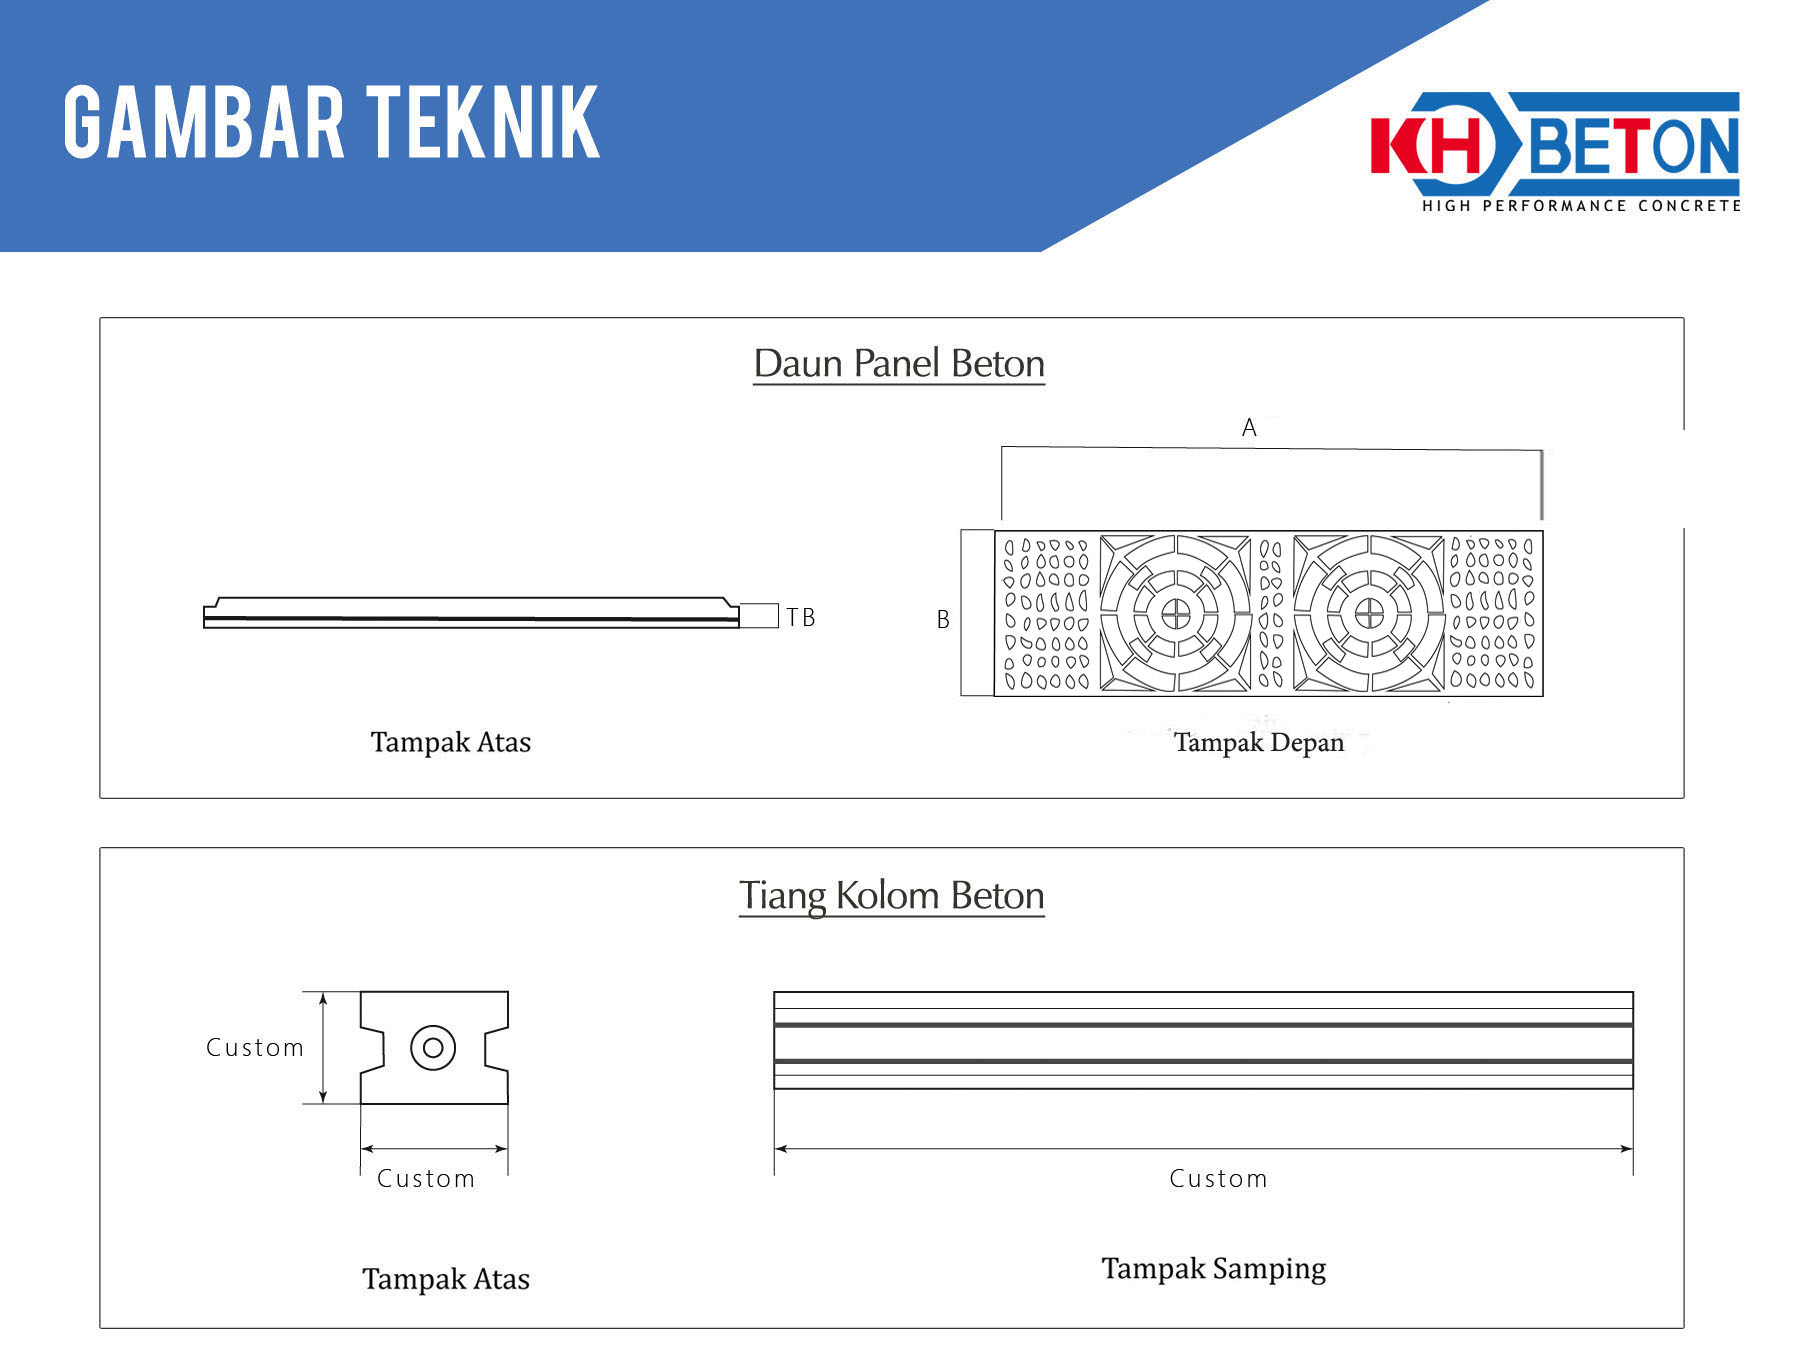 GAMBAR TEKNIK
KH BETON
HIGH PERFORMANCE CONCRETE
Daun Panel Beton
A
TB
B
Tampak Atas
Tampak Depan
Tiang Kolom Beton
Custom
Custom
Custom
Tampak Atas
Tampak Samping